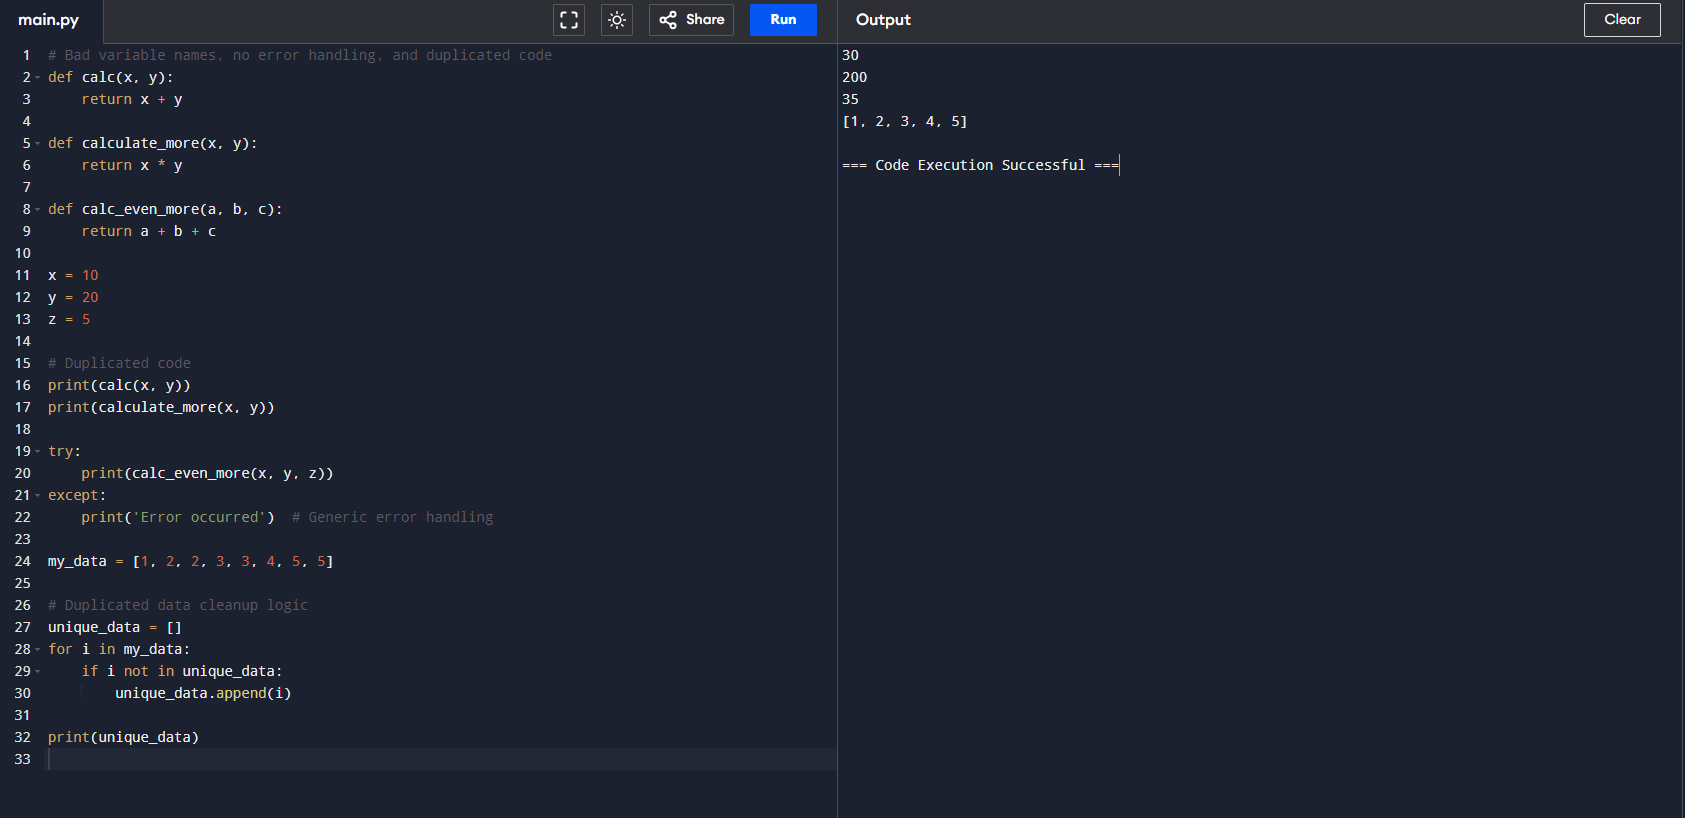 main.py
Share
Run
Output
Clear
1 # Bad variable names, no error handling, and duplicated code
2 def calc(x, y):
3     return x + y
4
5 def calculate_more(x, y):
6     return x * y
7
8 def calc_even_more(a, b, c):
9     return a + b + c
10
11 x = 10
12 y = 20
13 z = 5
14
15 # Duplicated code
16 print(calc(x, y))
17 print(calculate_more(x, y))
18
19 try:
20     print(calc_even_more(x, y, z))
21 except:
22     print('Error occurred')  # Generic error handling
23
24 my_data = [1, 2, 2, 3, 3, 4, 5, 5]
25
26 # Duplicated data cleanup logic
27 unique_data = []
28 for i in my_data:
29     if i not in unique_data:
30         unique_data.append(i)
31
32 print(unique_data)
33
30
200
35
[1, 2, 3, 4, 5]
=== Code Execution Successful ===